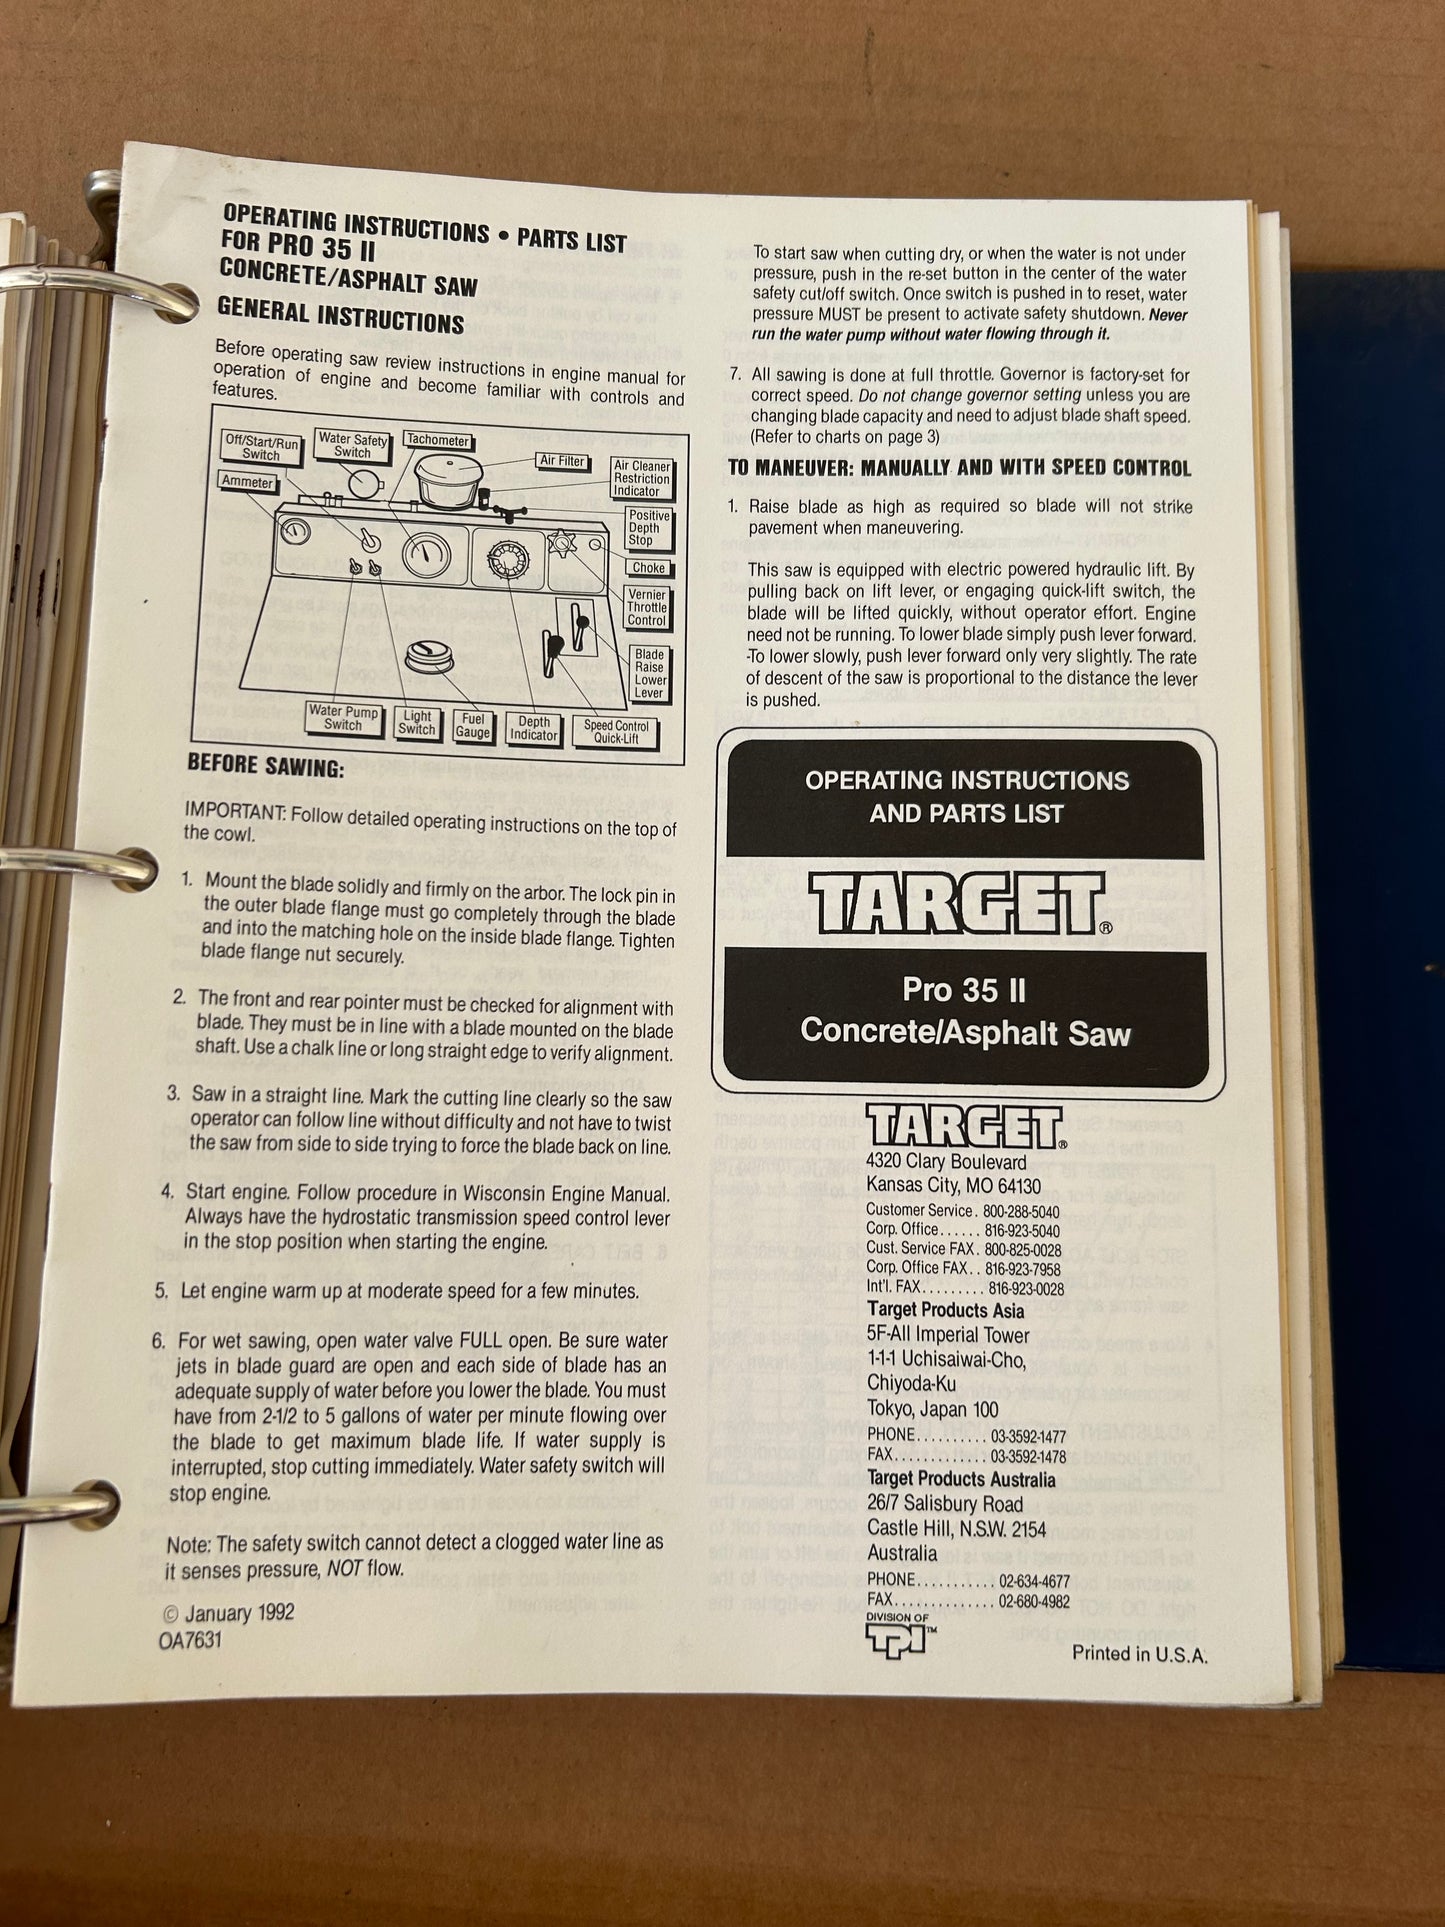 OPERATING INSTRUCTIONS • PARTS LIST
FOR PRO 35 II
CONCRETE/ASPHALT SAW
GENERAL INSTRUCTIONS
Before operating saw review instructions in engine manual for
operation of engine and become familiar with controls and
features.
Off/Start/Run
Switch
Water Safety
Switch
Tachometer
Air Filter
Air Cleaner
Restriction
Indicator
Ammeter
Positive
Depth
Stop
Choke
Vernier
Throttle
Control
Blade
Raise
Lower
Lever
Water Pump
Switch
Light
Switch
Fuel
Gauge
Depth
Indicator
Speed Control
Quick-Lift
BEFORE SAWING:
IMPORTANT: Follow detailed operating instructions on the top of
the cowl.
1. Mount the blade solidly and firmly on the arbor. The lock pin in
the outer blade flange must go completely through the blade
and into the matching hole on the inside blade flange. Tighten
blade flange nut securely.
2. The front and rear pointer must be checked for alignment with
blade. They must be in line with a blade mounted on the blade
shaft. Use a chalk line or long straight edge to verify alignment.
3. Saw in a straight line. Mark the cutting line clearly so the saw
operator can follow line without difficulty and not have to twist
the saw from side to side trying to force the blade back on line.
4. Start engine. Follow procedure in Wisconsin Engine Manual.
Always have the hydrostatic transmission speed control lever
in the stop position when starting the engine.
5. Let engine warm up at moderate speed for a few minutes.
6. For wet sawing, open water valve FULL open. Be sure water
jets in blade guard are open and each side of blade has an
adequate supply of water before you lower the blade. You must
have from 2-1/2 to 5 gallons of water per minute flowing over
the blade to get maximum blade life. If water supply is
interrupted, stop cutting immediately. Water safety switch will
stop engine.
Note: The safety switch cannot detect a clogged water line as
it senses pressure, NOT flow.
© January 1992
OA7631
To start saw when cutting dry, or when the water is not under
pressure, push in the re-set button in the center of the water
safety cut/off switch. Once switch is pushed in to reset, water
pressure MUST be present to activate safety shutdown. Never
run the water pump without water flowing through it.
7. All sawing is done at full throttle. Governor is factory-set for
correct speed. Do not change governor setting unless you are
changing blade capacity and need to adjust blade shaft speed.
(Refer to charts on page 3)
TO MANEUVER: MANUALLY AND WITH SPEED CONTROL
1. Raise blade as high as required so blade will not strike
pavement when maneuvering.
This saw is equipped with electric powered hydraulic lift. By
pulling back on lift lever, or engaging quick-lift switch, the
blade will be lifted quickly, without operator effort. Engine
need not be running. To lower blade simply push lever forward.
To lower slowly, push lever forward only very slightly. The rate
of descent of the saw is proportional to the distance the lever
is pushed.
OPERATING INSTRUCTIONS
AND PARTS LIST
TARGET®
Pro 35 II
Concrete/Asphalt Saw
TARGET®
4320 Clary Boulevard
Kansas City, MO 64130
Customer Service. 800-288-5040
Corp. Office...... 816-923-5040
Cust. Service FAX. 800-825-0028
Corp. Office FAX.. 816-923-7958
Int'l. FAX......... 816-923-0028
Target Products Asia
5F-All Imperial Tower
1-1-1 Uchisaiwai-Cho,
Chiyoda-Ku
Tokyo, Japan 100
PHONE.......... 03-3592-1477
FAX............. 03-3592-1478
Target Products Australia
26/7 Salisbury Road
Castle Hill, N.S.W. 2154
Australia
PHONE........... 02-634-4677
FAX............. 02-680-4982
DIVISION OF
TPI™
Printed in U.S.A.